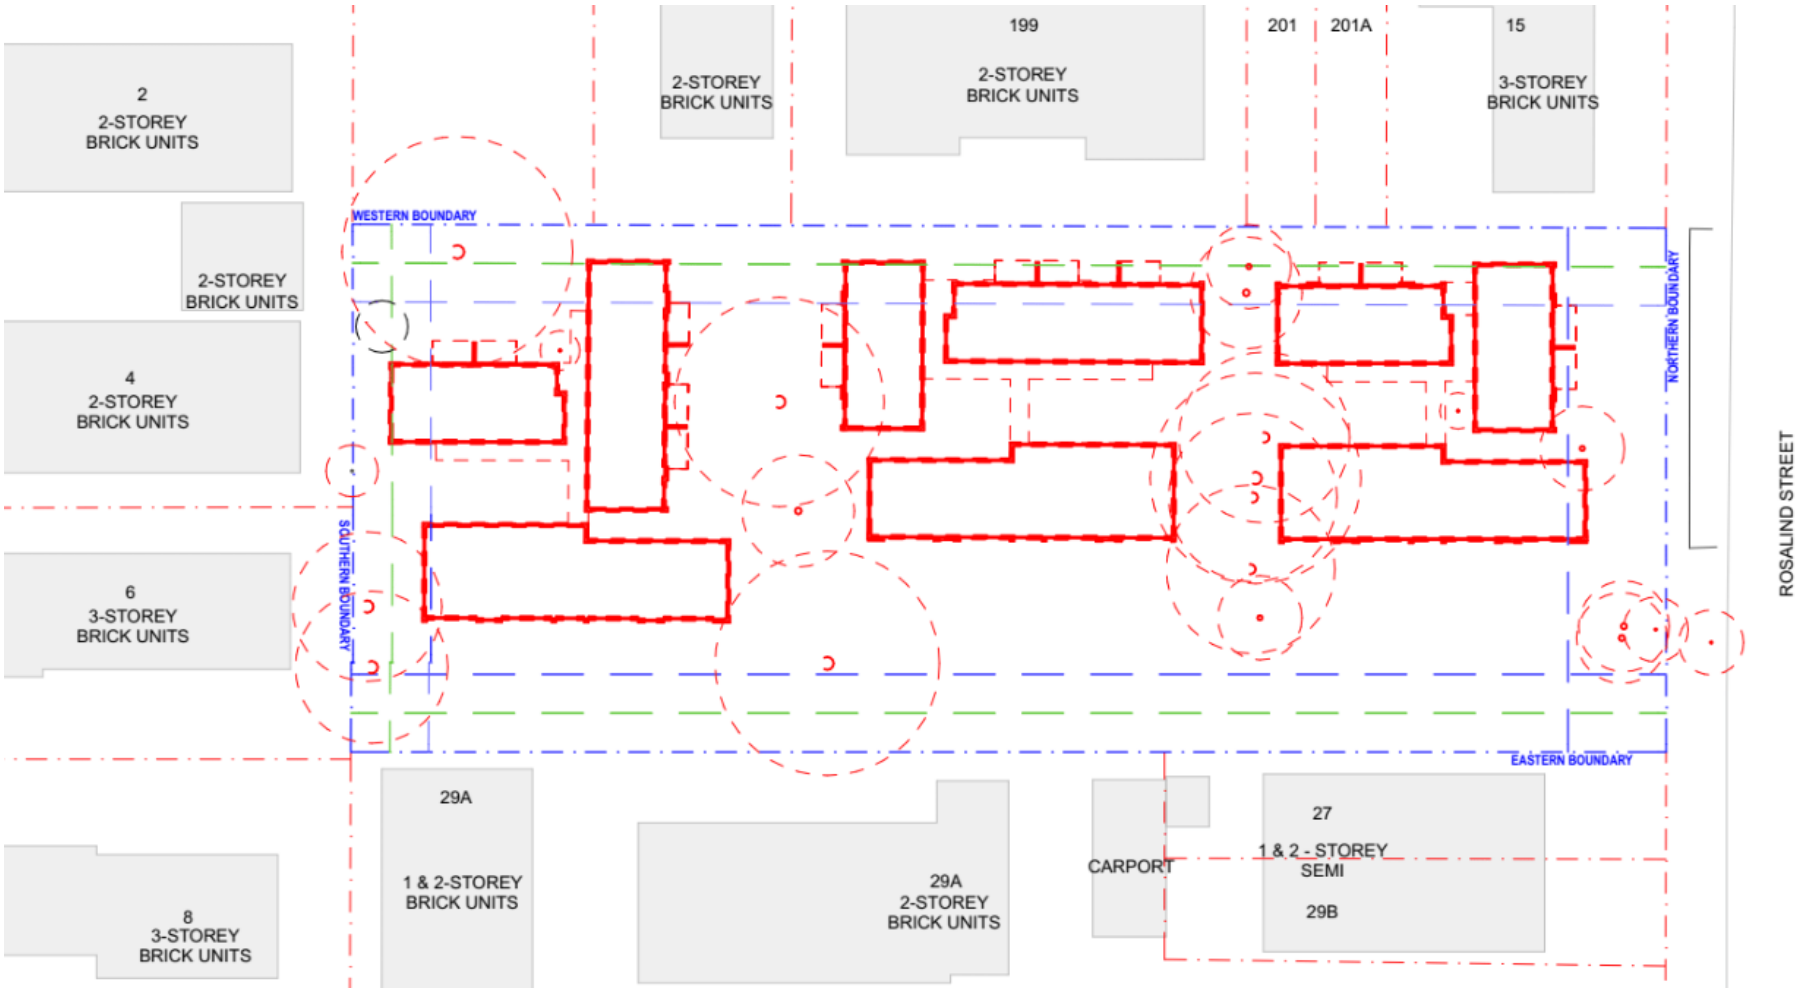 199
201
201A
15
2-STOREY
BRICK UNITS
2-STOREY
BRICK UNITS
3-STOREY
BRICK UNITS
2
2-STOREY
BRICK UNITS
WESTERN BOUNDARY
2-STOREY
BRICK UNITS
NORTHERN BOUNDARY
4
2-STOREY
BRICK UNITS
ROSALIND STREET
SOUTHERN BOUNDARY
6
3-STOREY
BRICK UNITS
EASTERN BOUNDARY
29A
1 & 2-STOREY
BRICK UNITS
29A
2-STOREY
BRICK UNITS
CARPORT
27
1 & 2 - STOREY
SEMI
29B
8
3-STOREY
BRICK UNITS